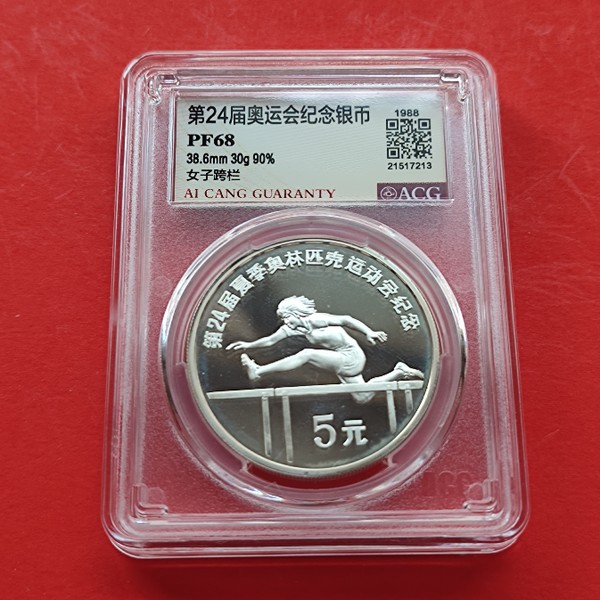 第24届奥运会纪念银币
1988
PF68
38.6mm 30g 90%
女子跨栏
21517213
AI CANG GUARANTY
ACG
第24届夏季奥林匹克运动会纪念
5元
ACG